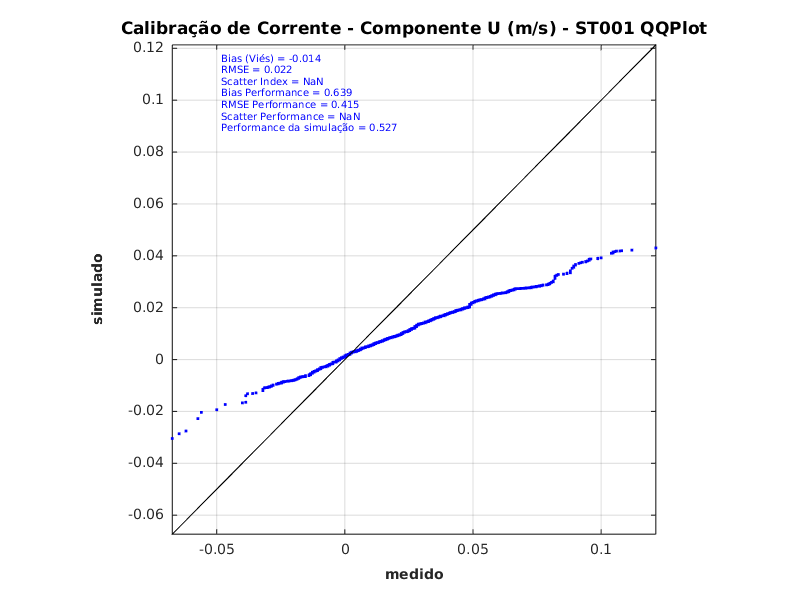 Calibração de Corrente - Componente U (m/s) - ST001 QQPlot
Bias (Viés) = -0.014
RMSE = 0.022
Scatter Index = NaN
Bias Performance = 0.639
RMSE Performance = 0.415
Scatter Performance = NaN
Performance da simulação = 0.527
0.12
0.1
0.08
0.06
0.04
0.02
0
-0.02
-0.04
-0.06
simulado
-0.05
0
0.05
0.1
medido